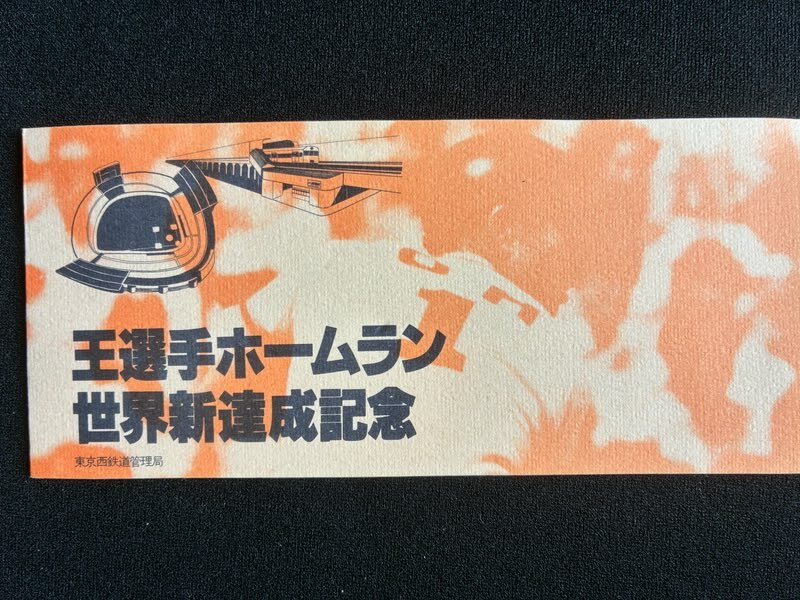 王選手ホームラン
世界新達成記念
東京西鉄道管理局